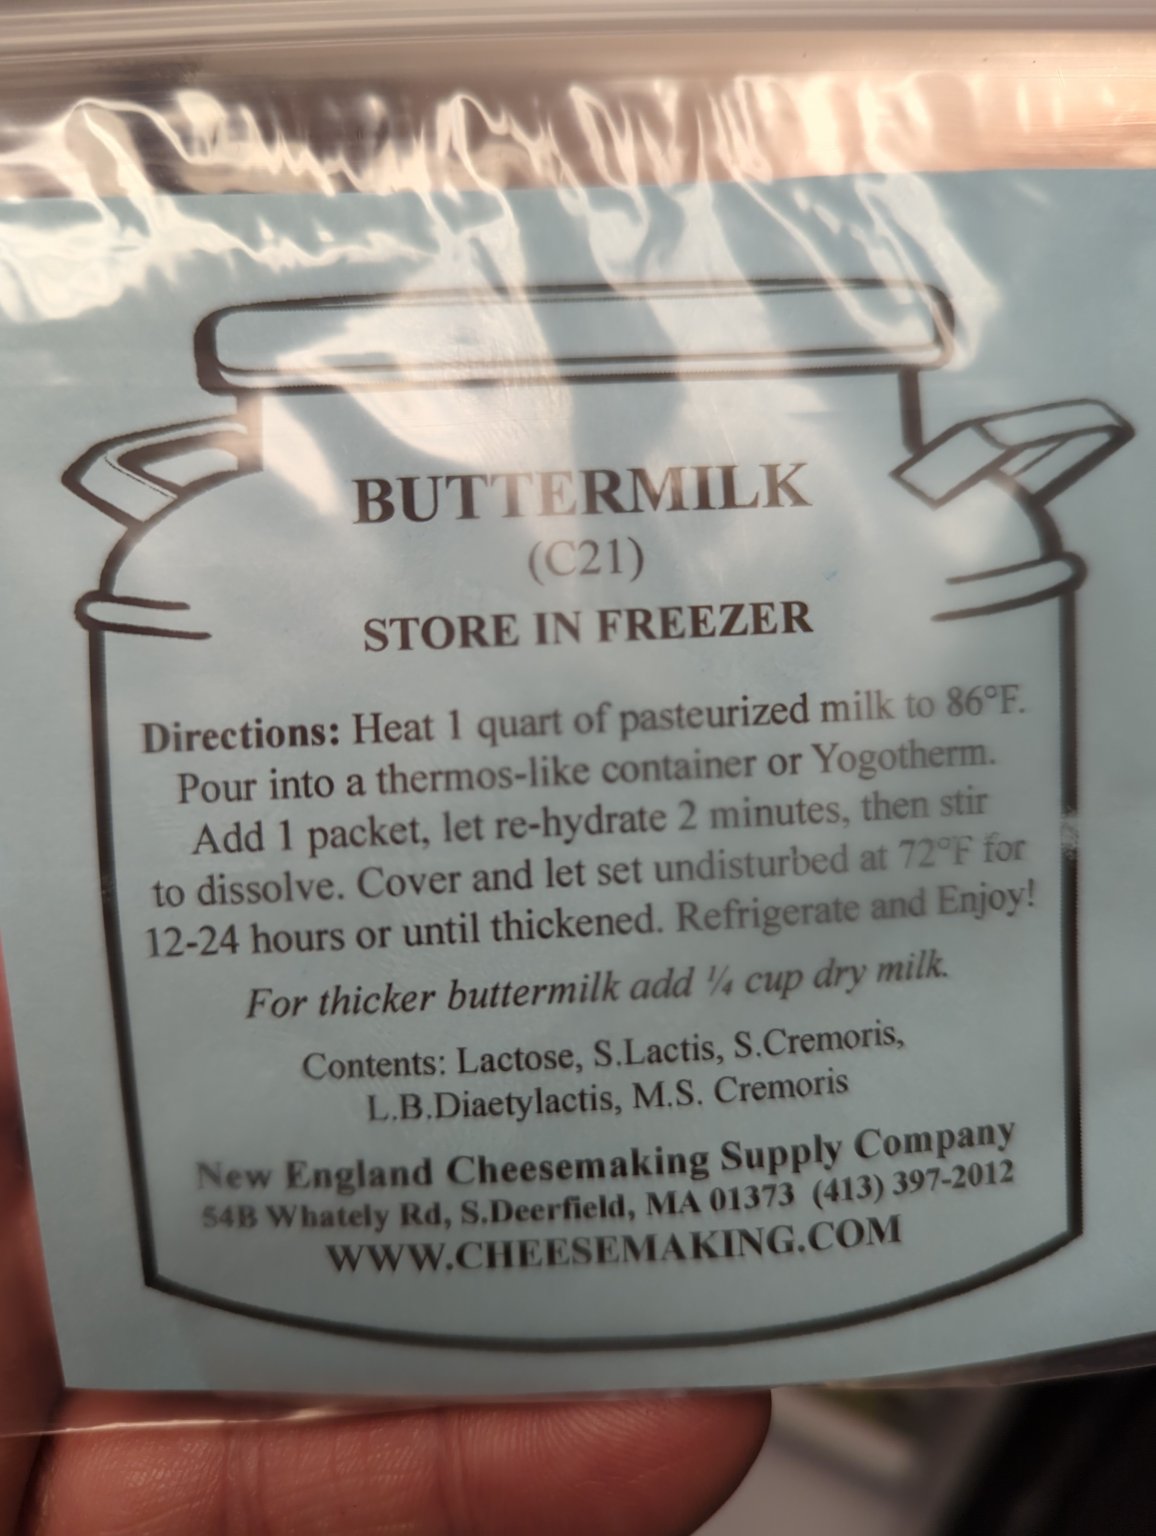 BUTTERMILK
(C21)
STORE IN FREEZER
Directions: Heat 1 quart of pasteurized milk to 86°F.
Pour into a thermos-like container or Yogotherm.
Add 1 packet, let re-hydrate 2 minutes, then stir
to dissolve. Cover and let set undisturbed at 72°F for
12-24 hours or until thickened. Refrigerate and Enjoy!
For thicker buttermilk add ¼ cup dry milk.
Contents: Lactose, S.Lactis, S.Cremoris,
L.B.Diaetylactis, M.S. Cremoris
New England Cheesemaking Supply Company
54B Whately Rd, S.Deerfield, MA 01373 (413) 397-2012
WWW.CHEESEMAKING.COM